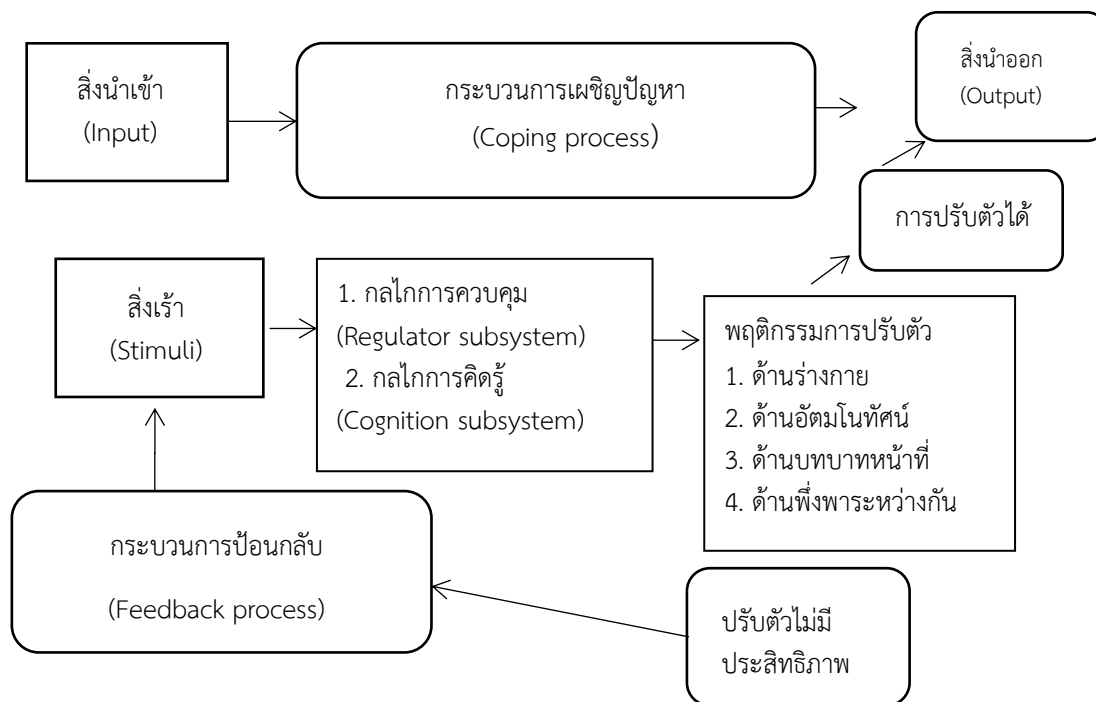 สิ่งนำเข้า
(Input)
กระบวนการเผชิญปัญหา
(Coping process)
สิ่งนำออก
(Output)
การปรับตัวได้
สิ่งเร้า
(Stimuli)
1. กลไกการควบคุม
(Regulator subsystem)
2. กลไกการคิดรู้
(Cognition subsystem)
พฤติกรรมการปรับตัว
1. ด้านร่างกาย
2. ด้านอัตมโนทัศน์
3. ด้านบทบาทหน้าที่
4. ด้านพึ่งพาระหว่างกัน
กระบวนการป้อนกลับ
(Feedback process)
ปรับตัวไม่มี
ประสิทธิภาพ